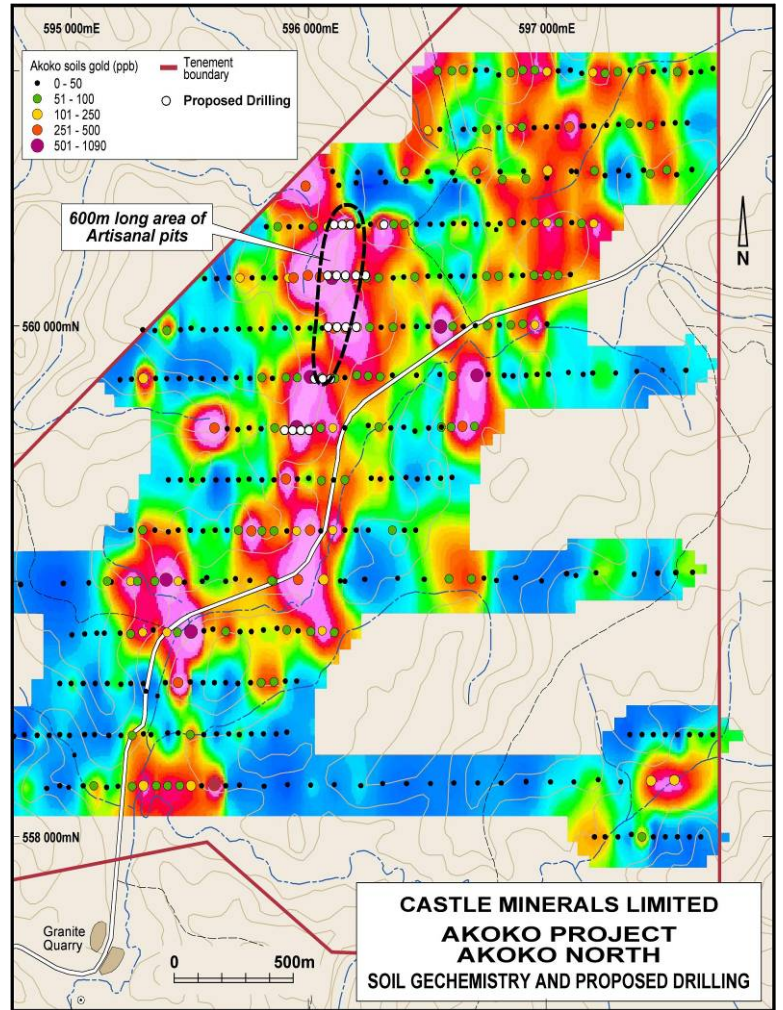 595 000mE
596 000mE
597 000mE
Akoko soils gold (ppb)
0 - 50
51 - 100
101 - 250
251 - 500
501 - 1090
Tenement
boundary
Proposed Drilling
600m long area of
Artisanal pits
N
560 000mN
558 000mN
Granite
Quarry
0 500m
CASTLE MINERALS LIMITED
AKOKO PROJECT
AKOKO NORTH
SOIL GECHEMISTRY AND PROPOSED DRILLING